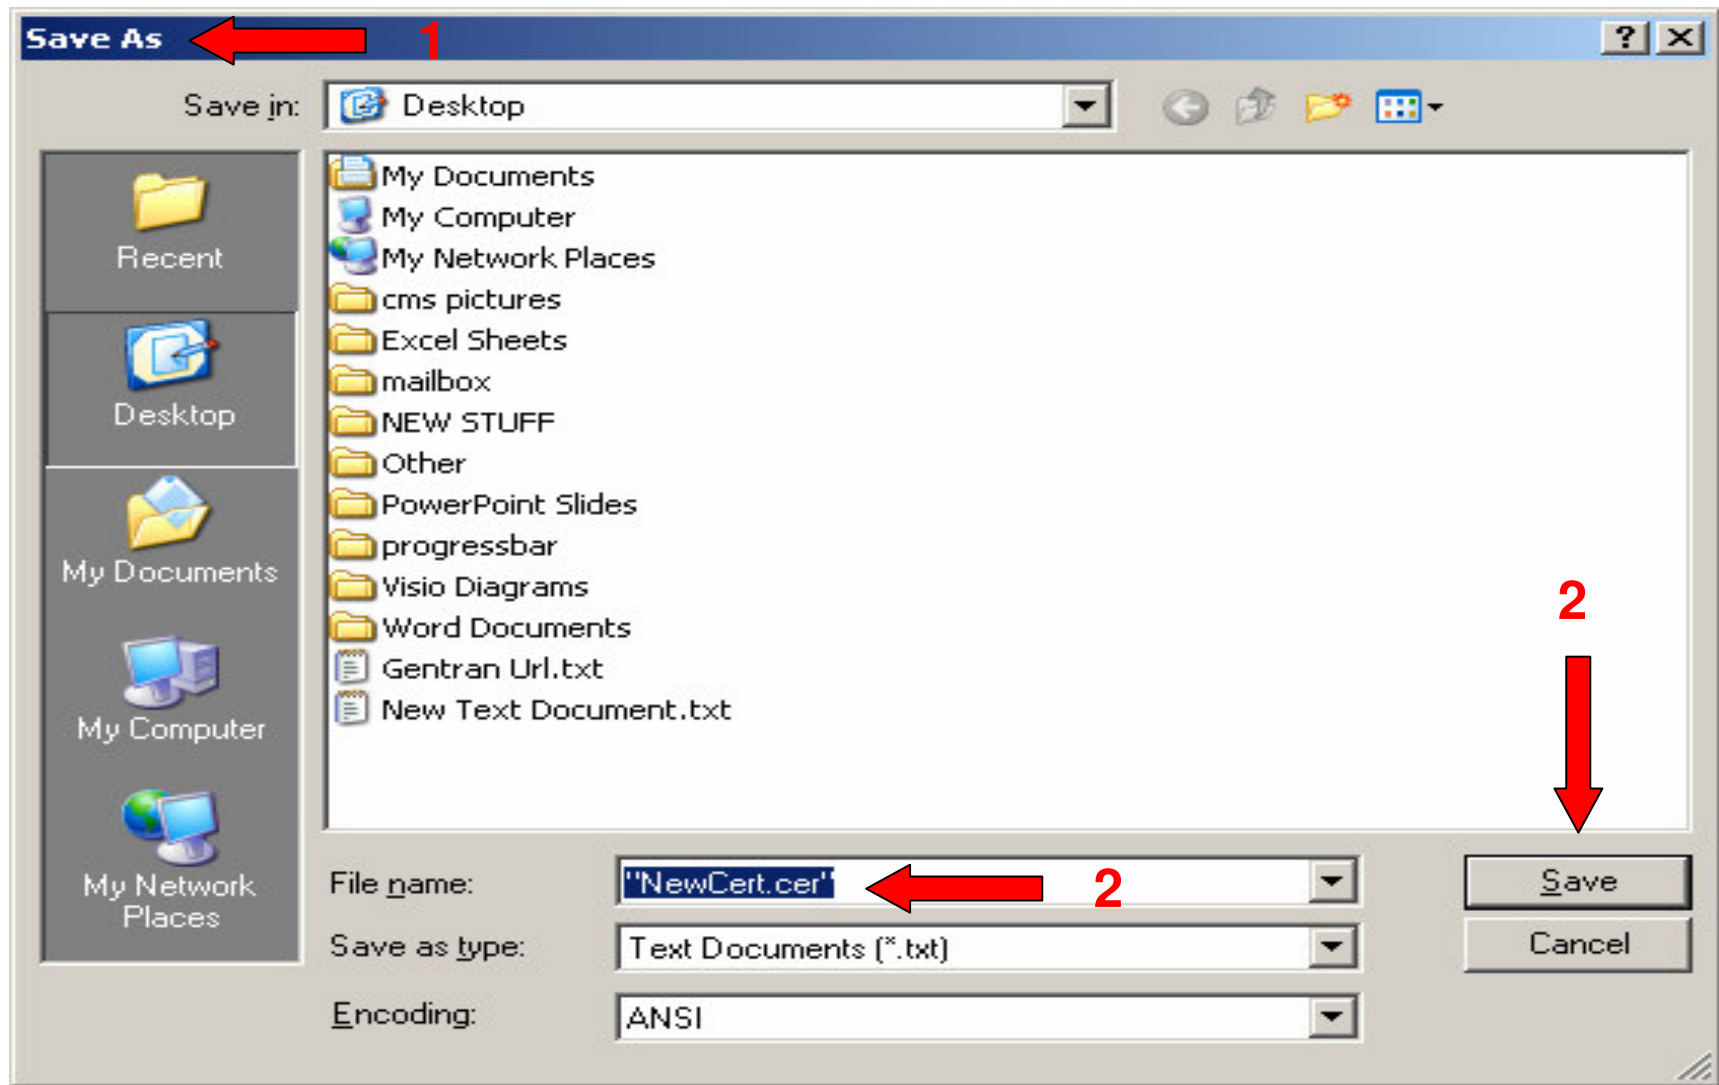 Save As 1
Save in: Desktop
Recent
Desktop
My Documents
My Computer
My Network
Places
My Documents
My Computer
My Network Places
cms pictures
Excel Sheets
mailbox
NEW STUFF
Other
PowerPoint Slides
progressbar
Visio Diagrams
Word Documents
Gentran Url.txt
New Text Document.txt
2
File name: "NewCert.cer" 2 Save
Save as type: Text Documents (*.txt) Cancel
Encoding: ANSI